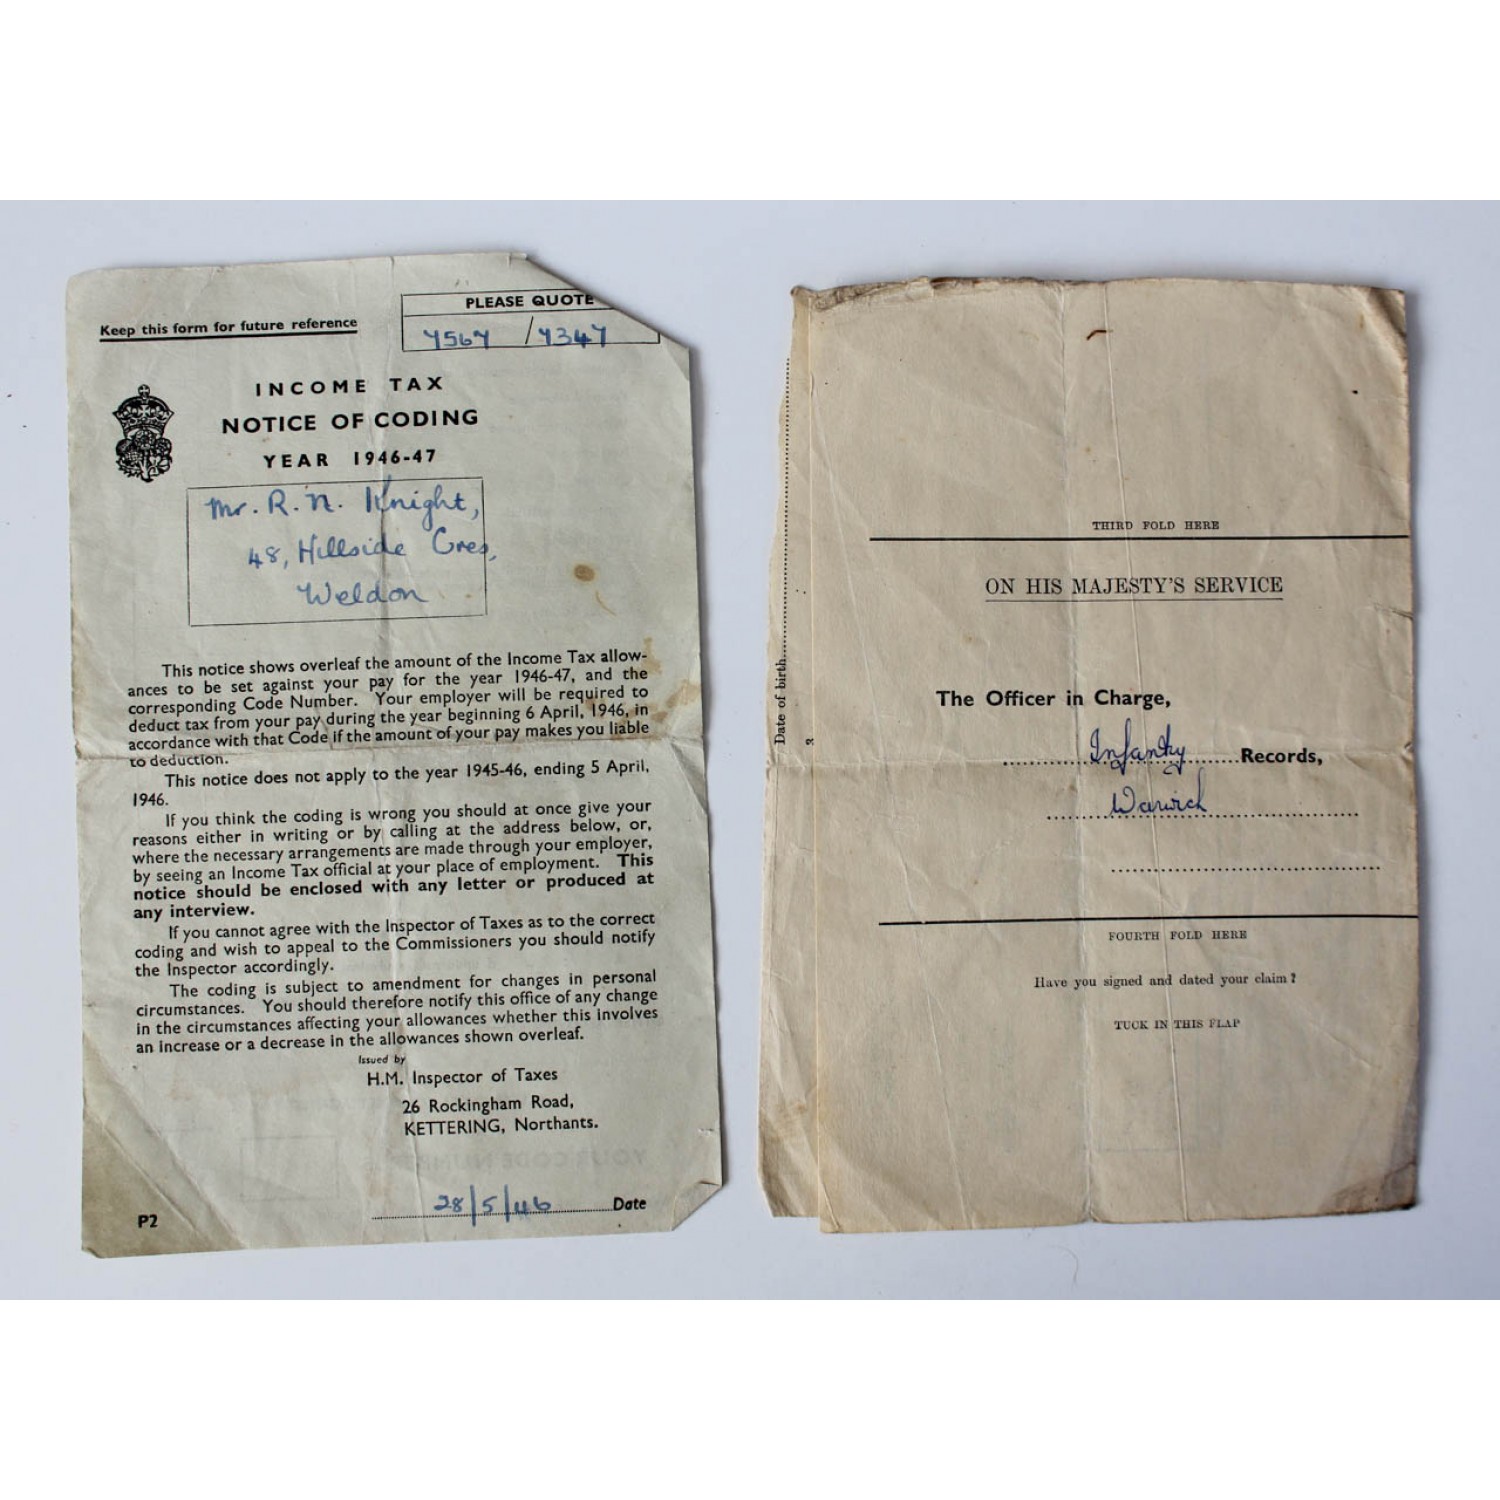 Keep this form for future reference
PLEASE QUOTE
7567 / 7347
INCOME TAX
NOTICE OF CODING
YEAR 1946-47
Mr. R. N. Knight,
48, Hillside Cres,
Weldon
This notice shows overleaf the amount of the Income Tax allow-
ances to be set against your pay for the year 1946-47, and the
corresponding Code Number. Your employer will be required to
deduct tax from your pay during the year beginning 6 April, 1946, in
accordance with that Code if the amount of your pay makes you liable
to deduction.
This notice does not apply to the year 1945-46, ending 5 April,
1946.
If you think the coding is wrong you should at once give your
reasons either in writing or by calling at the address below, or,
where the necessary arrangements are made through your employer,
by seeing an Income Tax official at your place of employment. This
notice should be enclosed with any letter or produced at
any interview.
If you cannot agree with the Inspector of Taxes as to the correct
coding and wish to appeal to the Commissioners you should notify
the Inspector accordingly.
The coding is subject to amendment for changes in personal
circumstances. You should therefore notify this office of any change
in the circumstances affecting your allowances whether this involves
an increase or a decrease in the allowances shown overleaf.
Issued by
H.M. Inspector of Taxes
26 Rockingham Road,
KETTERING, Northants.
28/5/46 Date
P2
Date of birth
THIRD FOLD HERE
ON HIS MAJESTY'S SERVICE
The Officer in Charge,
Infantry Records,
Warwick
FOURTH FOLD HERE
Have you signed and dated your claim?
TUCK IN THIS FLAP